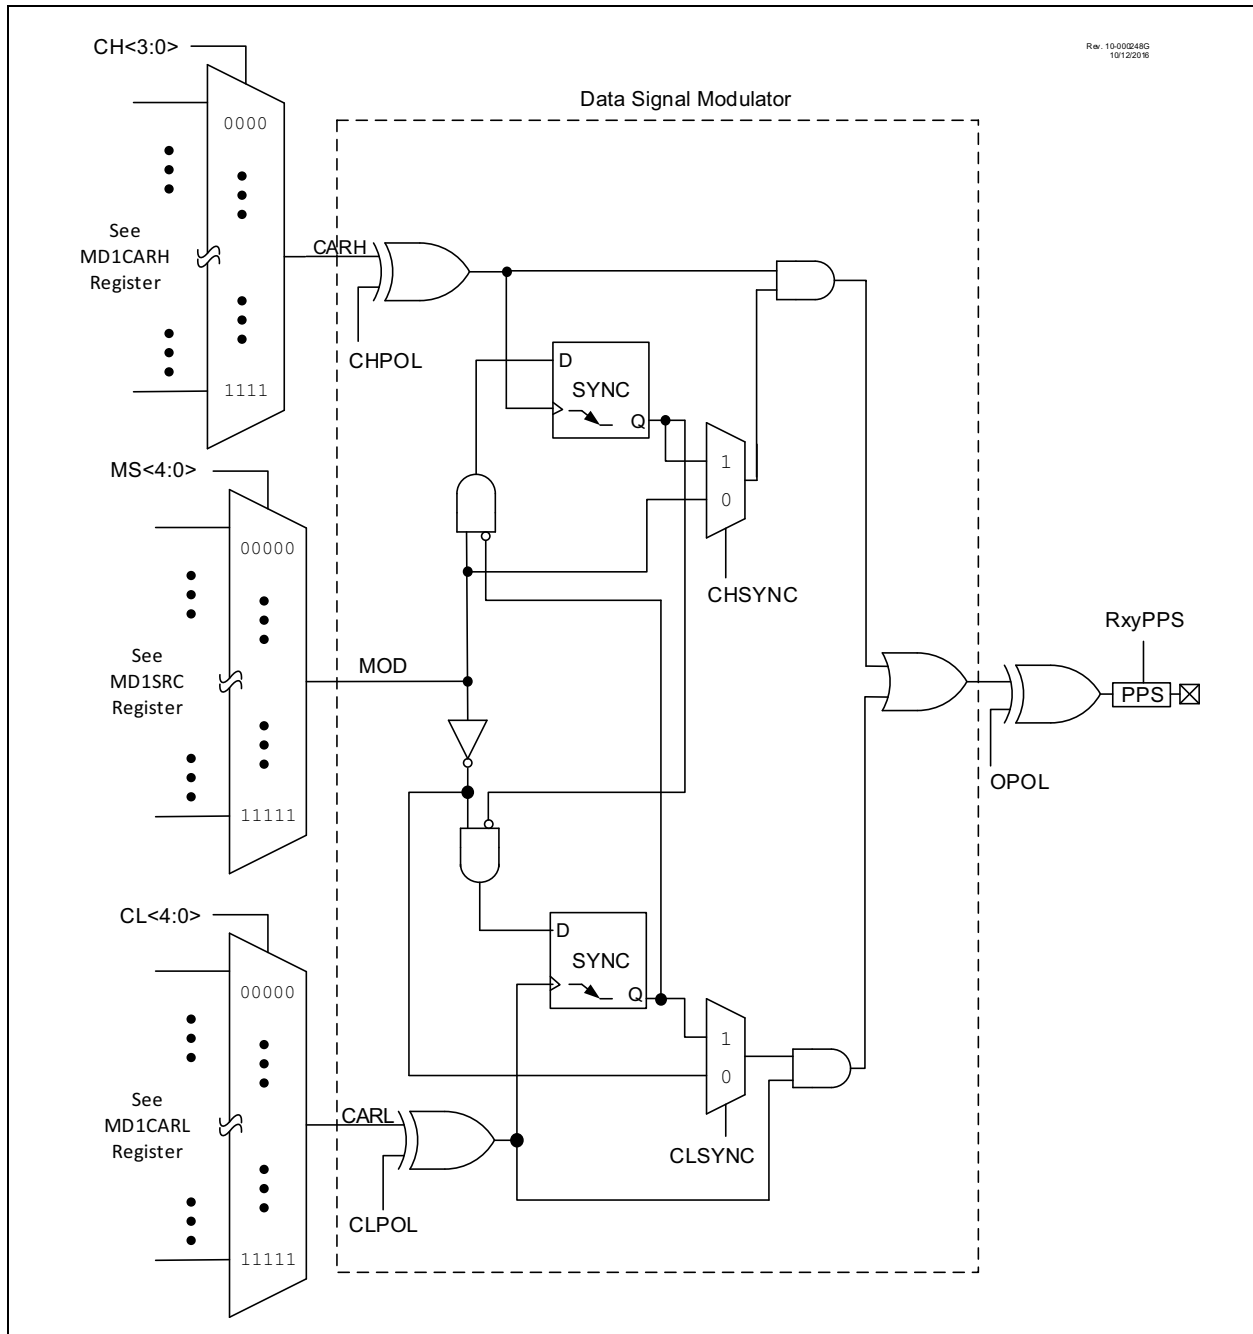 CH<3:0>
Rev. 10-000248G
10/12/2016
Data Signal Modulator
0000
See
MD1CARH
Register
CARH
CHPOL
1111
D
SYNC
Q
1
0
CHSYNC
MS<4:0>
00000
See
MD1SRC
Register
MOD
11111
RxyPPS
PPS
OPOL
CL<4:0>
00000
D
SYNC
Q
1
0
CLSYNC
See
MD1CARL
Register
CARL
CLPOL
11111